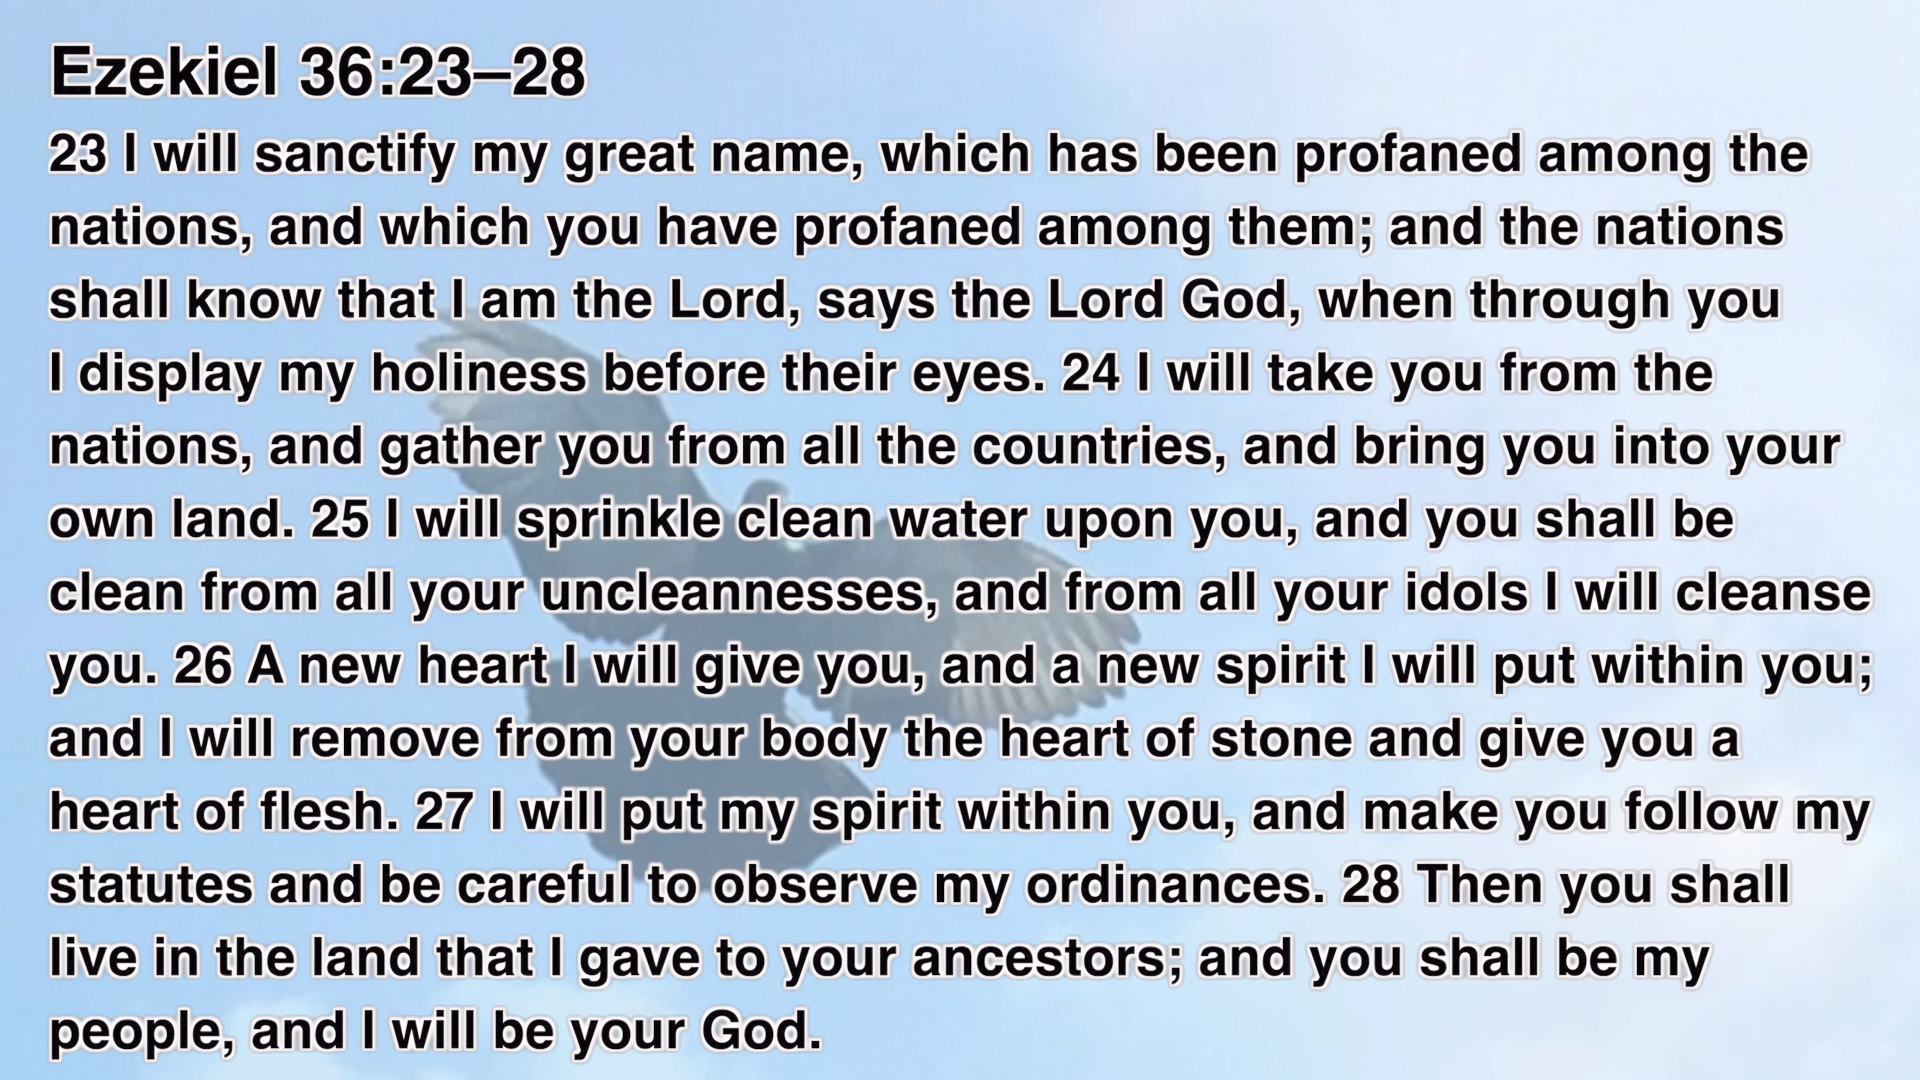 Ezekiel 36:23–28
23 I will sanctify my great name, which has been profaned among the
nations, and which you have profaned among them; and the nations
shall know that I am the Lord, says the Lord God, when through you
I display my holiness before their eyes. 24 I will take you from the
nations, and gather you from all the countries, and bring you into your
own land. 25 I will sprinkle clean water upon you, and you shall be
clean from all your uncleannesses, and from all your idols I will cleanse
you. 26 A new heart I will give you, and a new spirit I will put within you;
and I will remove from your body the heart of stone and give you a
heart of flesh. 27 I will put my spirit within you, and make you follow my
statutes and be careful to observe my ordinances. 28 Then you shall
live in the land that I gave to your ancestors; and you shall be my
people, and I will be your God.